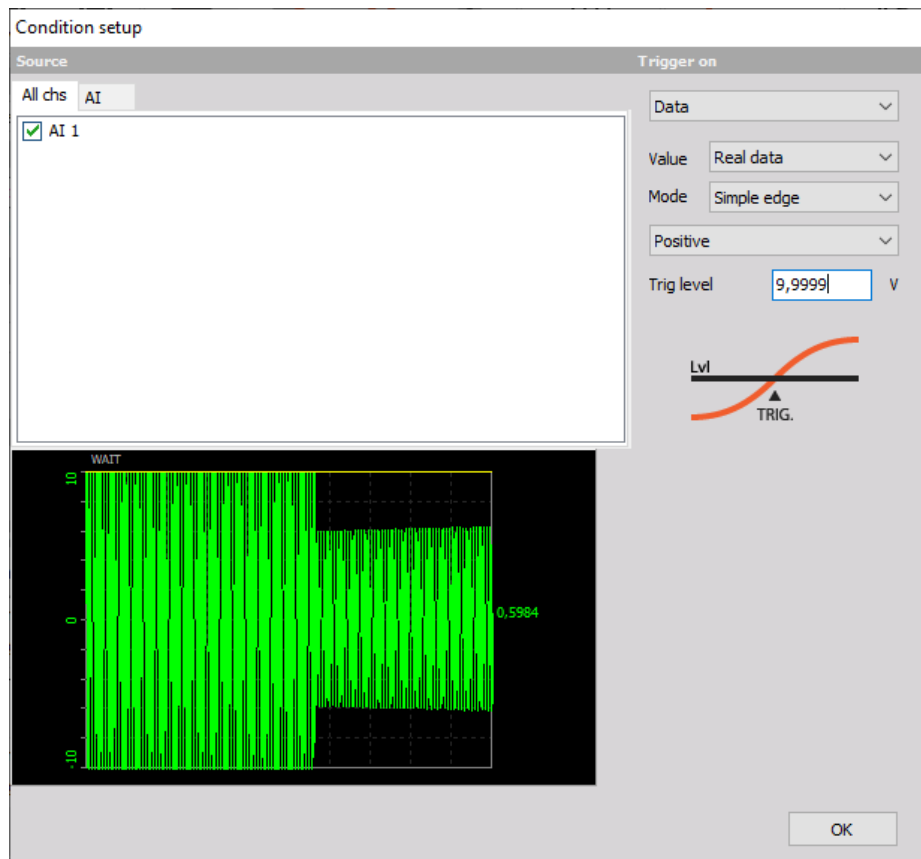 Condition setup
Source
Trigger on
All chs AI
Data
AI 1
Value Real data
Mode Simple edge
Positive
Trig level 9,9999 V
Lvl
TRIG.
WAIT
10
0
0,5984
-10
OK